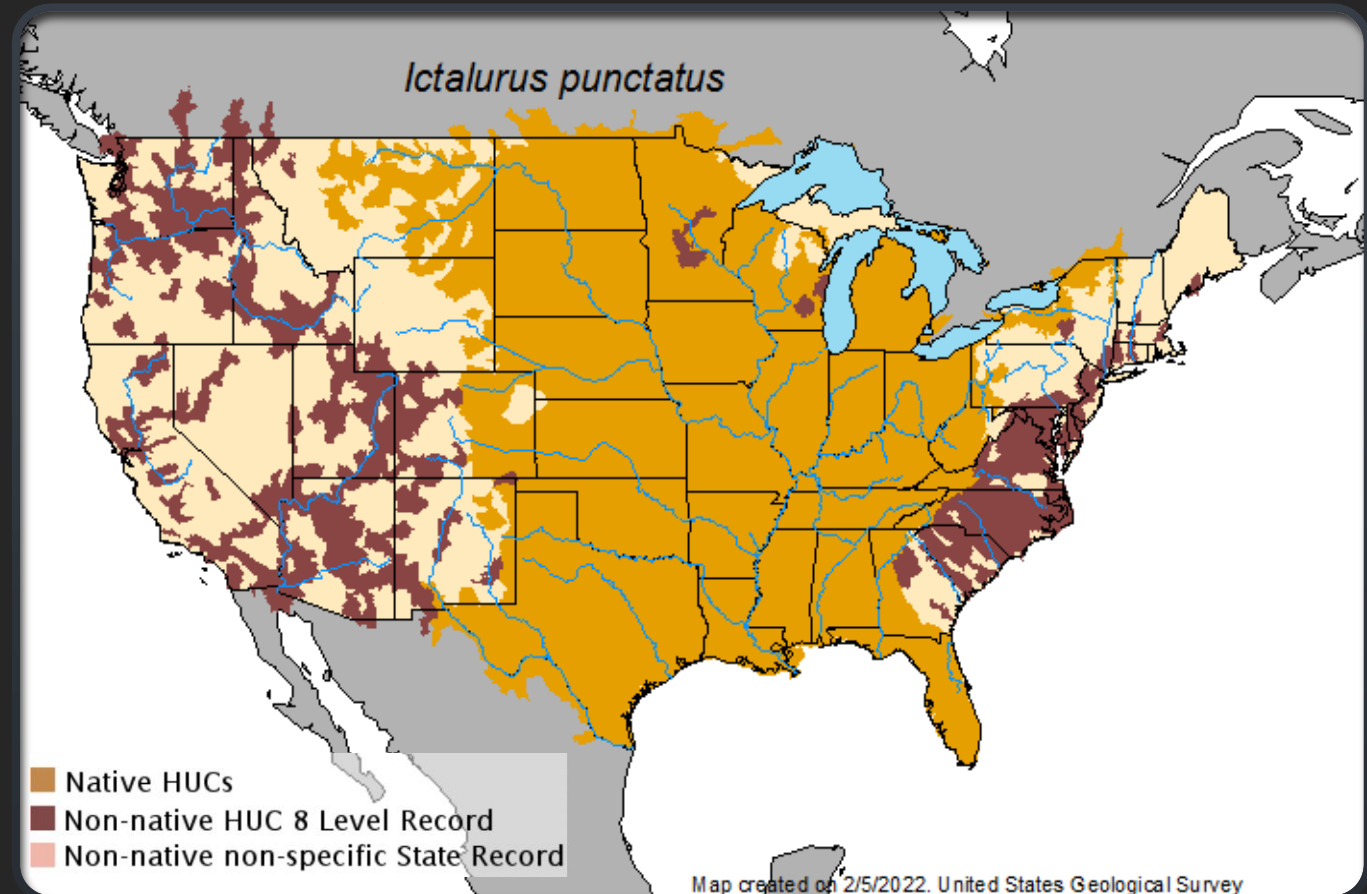 Ictalurus punctatus
Native HUCs
Non-native HUC 8 Level Record
Non-native non-specific State Record
Map created on 2/5/2022. United States Geological Survey